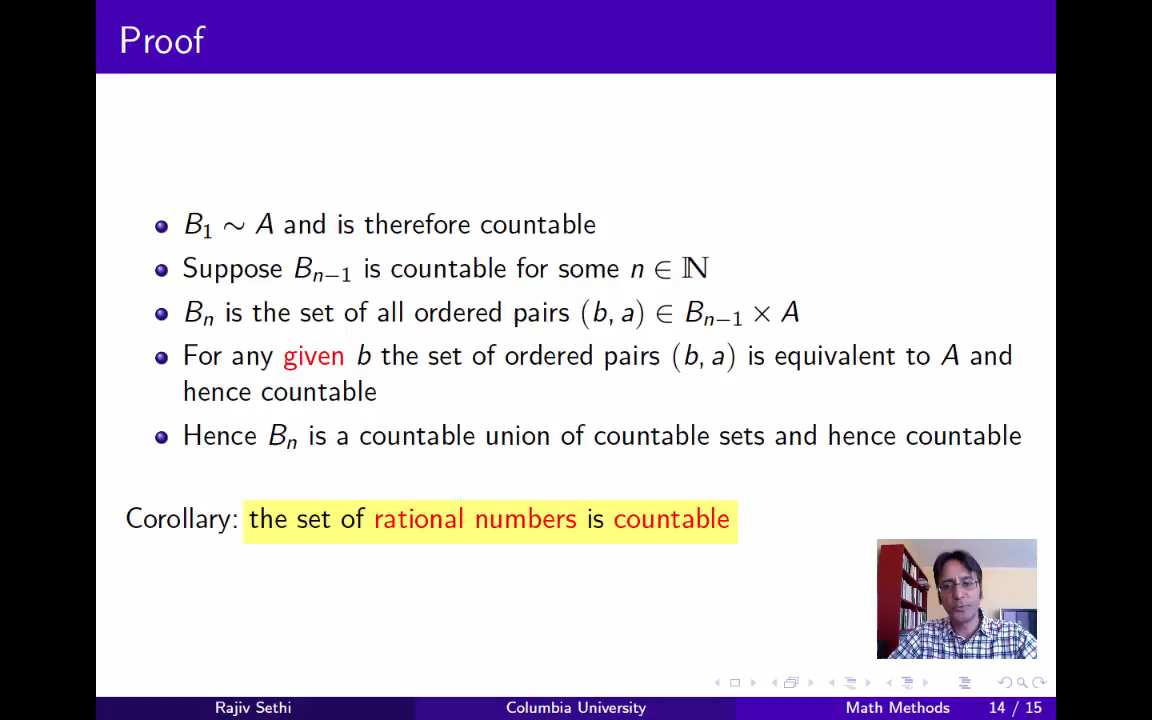 Proof
B₁ ∼ A and is therefore countable
Suppose Bₙ₋₁ is countable for some n ∈ ℕ
Bₙ is the set of all ordered pairs (b, a) ∈ Bₙ₋₁ × A
For any given b the set of ordered pairs (b, a) is equivalent to A and
hence countable
Hence Bₙ is a countable union of countable sets and hence countable
Corollary: the set of rational numbers is countable
Rajiv Sethi Columbia University Math Methods 14 / 15